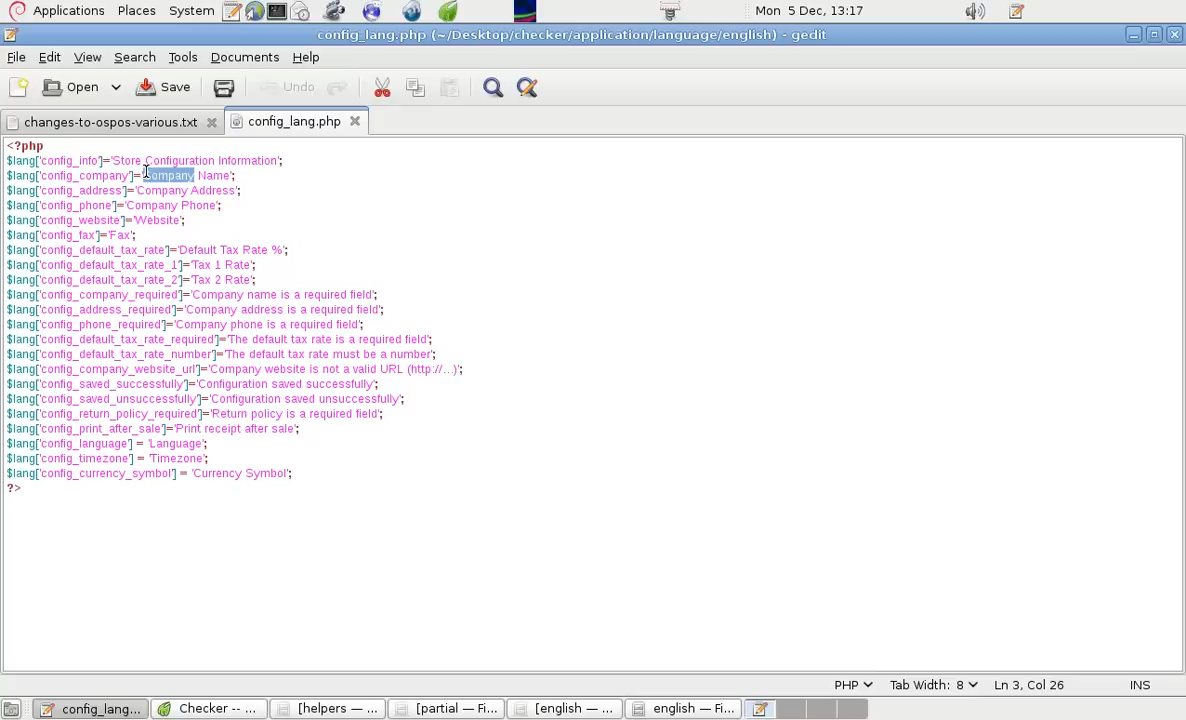 Applications Places System Mon 5 Dec, 13:17
config_lang.php (~/Desktop/checker/application/language/english) - gedit
File Edit View Search Tools Documents Help
Open Save Undo
changes-to-ospos-various.txt config_lang.php
<?php
$lang['config_info']='Store Configuration Information';
$lang['config_company']='Company Name';
$lang['config_address']='Company Address';
$lang['config_phone']='Company Phone';
$lang['config_website']='Website';
$lang['config_fax']='Fax';
$lang['config_default_tax_rate']='Default Tax Rate %';
$lang['config_default_tax_rate_1']='Tax 1 Rate';
$lang['config_default_tax_rate_2']='Tax 2 Rate';
$lang['config_company_required']='Company name is a required field';
$lang['config_address_required']='Company address is a required field';
$lang['config_phone_required']='Company phone is a required field';
$lang['config_default_tax_rate_required']='The default tax rate is a required field';
$lang['config_default_tax_rate_number']='The default tax rate must be a number';
$lang['config_company_website_url']='Company website is not a valid URL (http://...)';
$lang['config_saved_successfully']='Configuration saved successfully';
$lang['config_saved_unsuccessfully']='Configuration saved unsuccessfully';
$lang['config_return_policy_required']='Return policy is a required field';
$lang['config_print_after_sale']='Print receipt after sale';
$lang['config_language'] = 'Language';
$lang['config_timezone'] = 'Timezone';
$lang['config_currency_symbol'] = 'Currency Symbol';
?>
PHP Tab Width: 8 Ln 3, Col 26 INS
config_lang... Checker -- ... [helpers — ... [partial — Fi... [english — ... english — Fi...